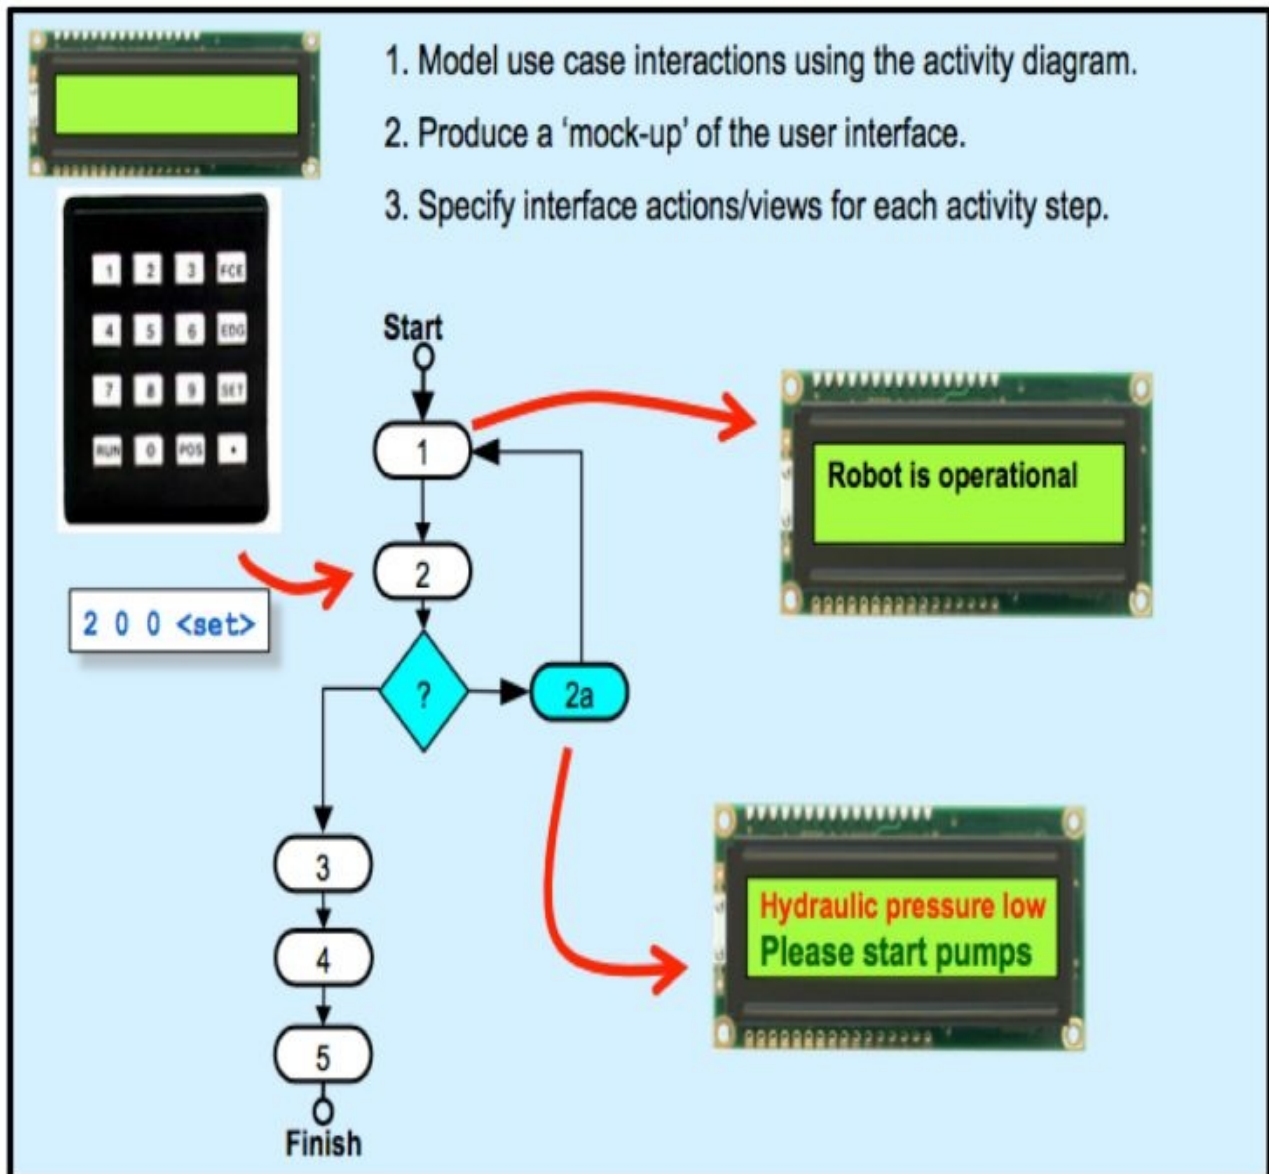 1. Model use case interactions using the activity diagram.
2. Produce a ‘mock-up’ of the user interface.
3. Specify interface actions/views for each activity step.
1 2 3 FCE
4 5 6 EDG
7 8 9 SET
RUN 0 POS
Start
1
Robot is operational
2
2 0 0 <set>
?
2a
3
Hydraulic pressure low
Please start pumps
4
5
Finish